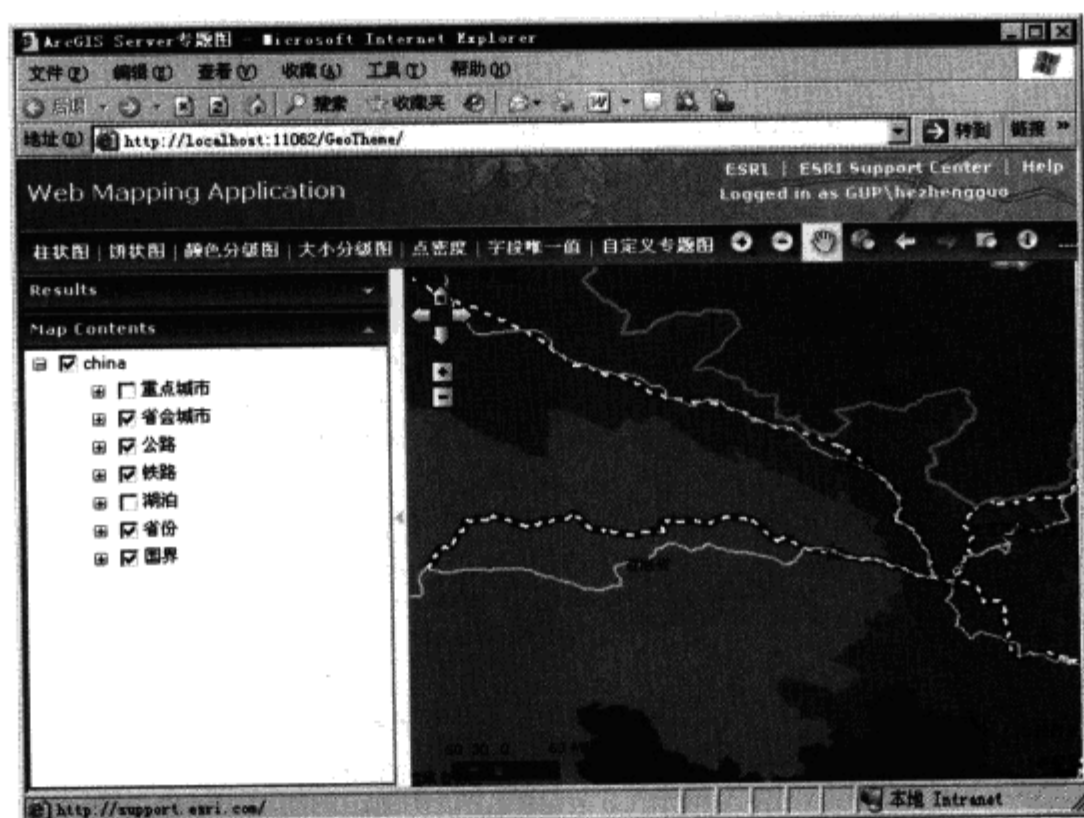 ArcGIS Server专题图 - Microsoft Internet Explorer
文件(F) 编辑(E) 查看(V) 收藏(A) 工具(T) 帮助(H)
后退 搜索 收藏夹
地址(D) http://localhost:11062/GeoTheme/ 转到 链接 »
ESRI | ESRI Support Center | Help
Web Mapping Application
Logged in as GUP\hezhengguo
柱状图 | 饼状图 | 颜色分级图 | 大小分级图 | 点密度 | 字段唯一值 | 自定义专题图
Results
Map Contents
china
重点城市
省会城市
公路
铁路
湖泊
省份
国界
http://support.esri.com/ 本地 Intranet